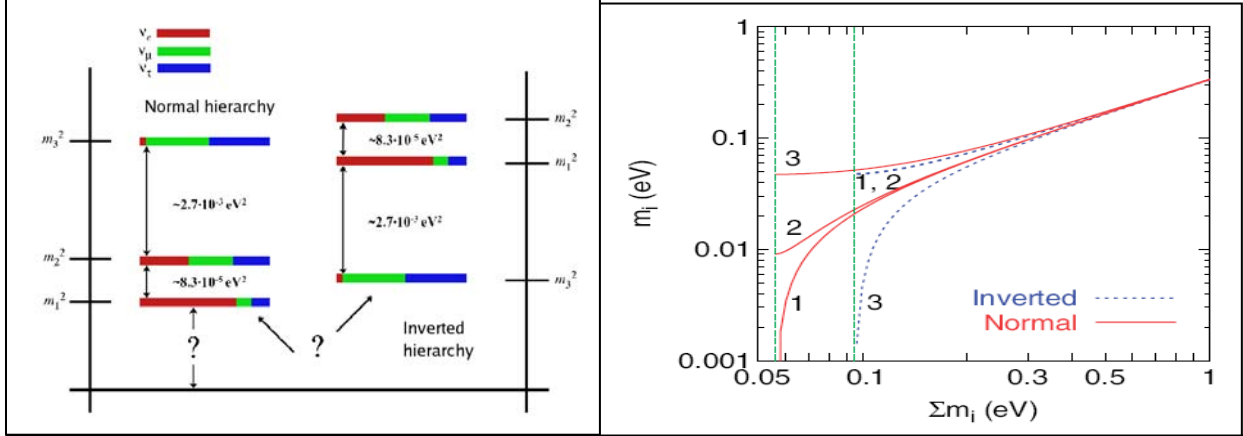 νe
νμ
ντ
Normal hierarchy
m3²
~2.7·10⁻³ eV²
m2²
~8.3·10⁻⁵ eV²
m1²
?
?
m2²
~8.3·10⁻⁵ eV²
m1²
~2.7·10⁻³ eV²
m3²
Inverted
hierarchy
1
0.1
0.01
0.001
mi (eV)
3
1, 2
2
1
3
Inverted
Normal
0.05 0.1 0.2 0.3 0.5 1
Σmi (eV)